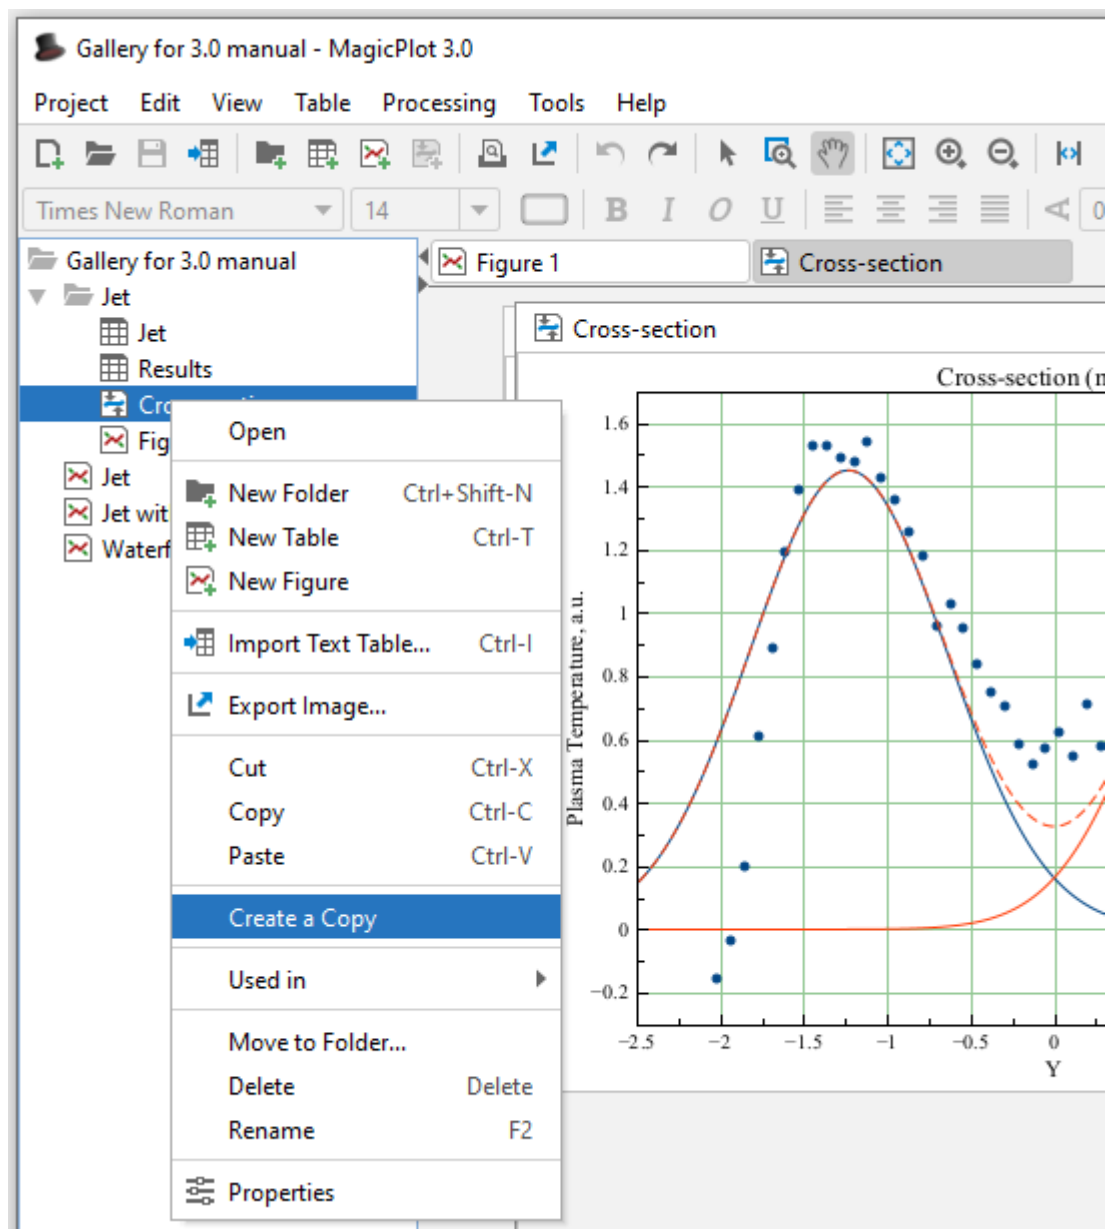 Gallery for 3.0 manual - MagicPlot 3.0
Project Edit View Table Processing Tools Help
Times New Roman 14 B I O U 0
Gallery for 3.0 manual
Jet
Jet
Results
Jet
Figure 1 Cross-section
Cross-section
Open
New Folder Ctrl+Shift-N
New Table Ctrl-T
New Figure
Import Text Table... Ctrl-I
Export Image...
Cut Ctrl-X
Copy Ctrl-C
Paste Ctrl-V
Create a Copy
Used in
Move to Folder...
Delete Delete
Rename F2
Properties
Cross-section
1.6
1.4
1.2
1
0.8
0.6
0.4
0.2
0
−0.2
Plasma Temperature, a.u.
−2.5 −2 −1.5 −1 −0.5 0
Y